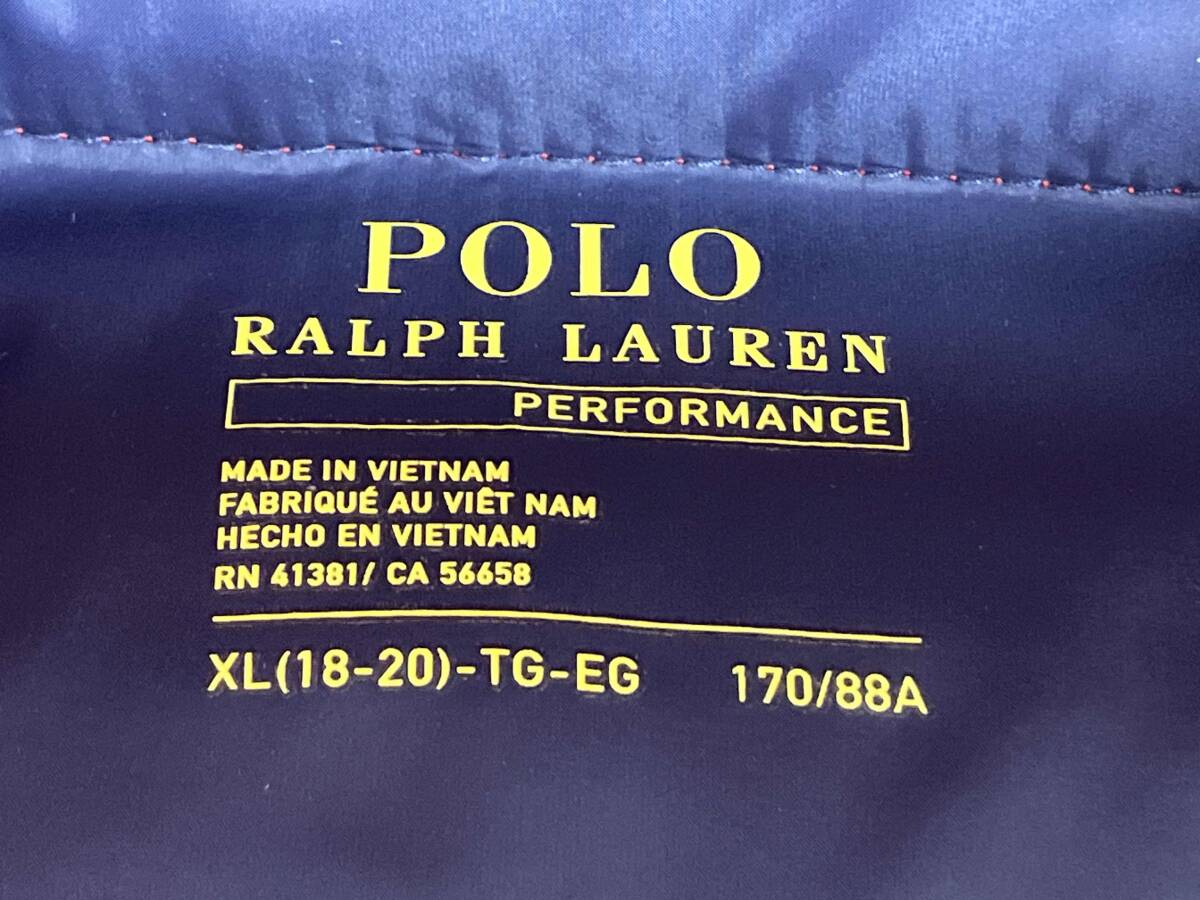 POLO
RALPH LAUREN
PERFORMANCE
MADE IN VIETNAM
FABRIQUÉ AU VIÊT NAM
HECHO EN VIETNAM
RN 41381/ CA 56658
XL(18-20)-TG-EG 170/88A